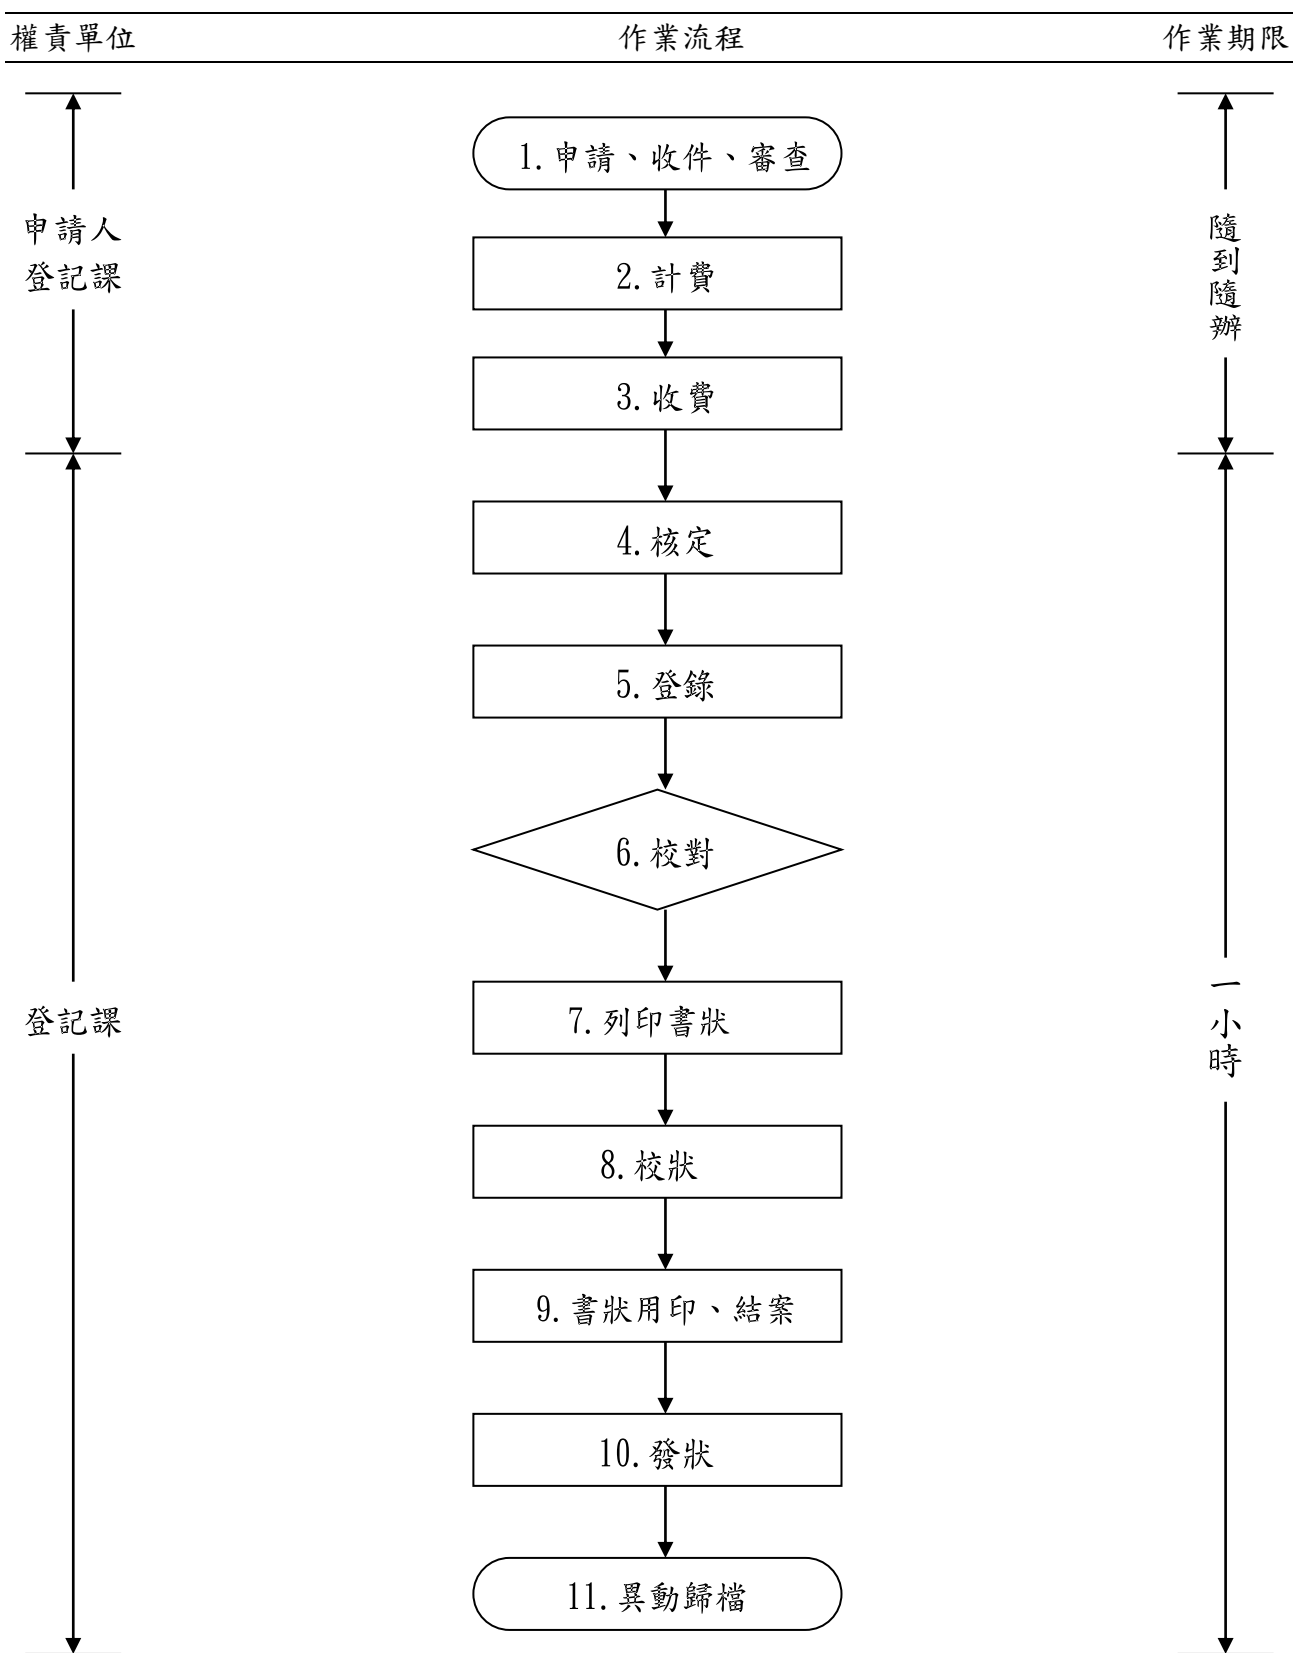 權責單位
作業流程
作業期限
1.申請、收件、審查
申請人
登記課
2.計費
隨到隨辦
3.收費
4.核定
5.登錄
6.校對
7.列印書狀
登記課
一小時
8.校狀
9.書狀用印、結案
10.發狀
11.異動歸檔